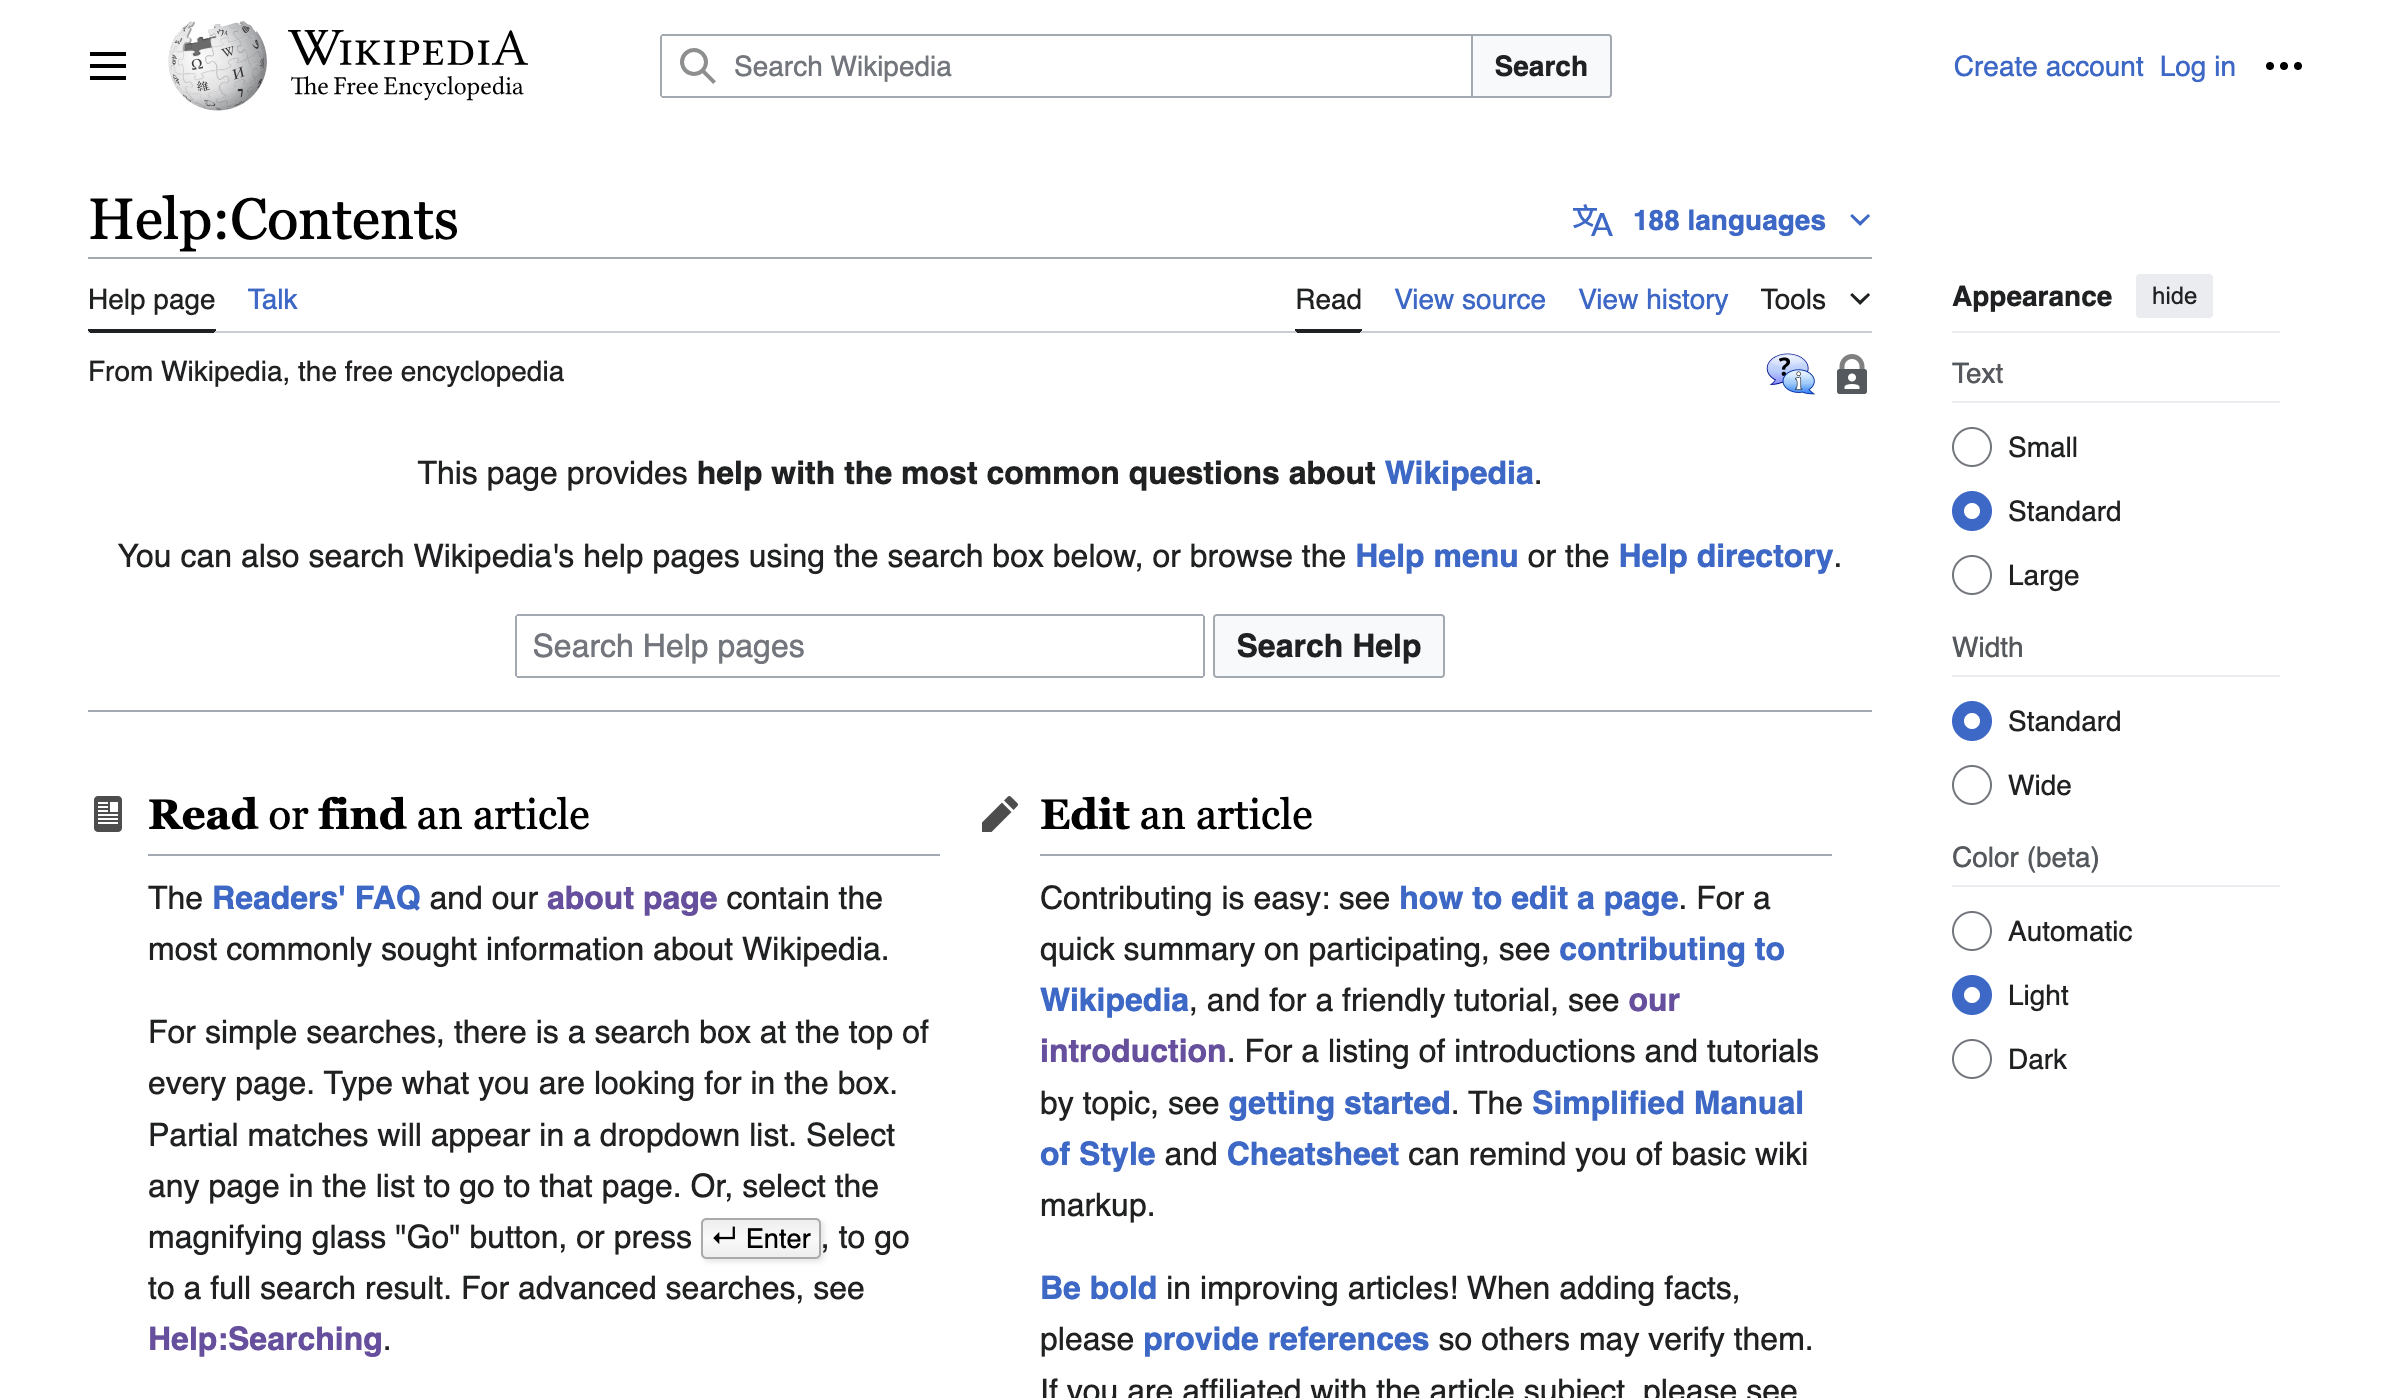 WIKIPEDIA
The Free Encyclopedia
Search Wikipedia
Search
Create account Log in
Help:Contents
188 languages
Help page Talk
Read View source View history Tools
From Wikipedia, the free encyclopedia
This page provides help with the most common questions about Wikipedia.
You can also search Wikipedia's help pages using the search box below, or browse the Help menu or the Help directory.
Search Help pages
Search Help
Read or find an article
The Readers' FAQ and our about page contain the
most commonly sought information about Wikipedia.
For simple searches, there is a search box at the top of
every page. Type what you are looking for in the box.
Partial matches will appear in a dropdown list. Select
any page in the list to go to that page. Or, select the
magnifying glass "Go" button, or press ↵ Enter, to go
to a full search result. For advanced searches, see
Help:Searching.
Edit an article
Contributing is easy: see how to edit a page. For a
quick summary on participating, see contributing to
Wikipedia, and for a friendly tutorial, see our
introduction. For a listing of introductions and tutorials
by topic, see getting started. The Simplified Manual
of Style and Cheatsheet can remind you of basic wiki
markup.
Be bold in improving articles! When adding facts,
please provide references so others may verify them.
If you are affiliated with the article subject, please see
Appearance hide
Text
Small
Standard
Large
Width
Standard
Wide
Color (beta)
Automatic
Light
Dark